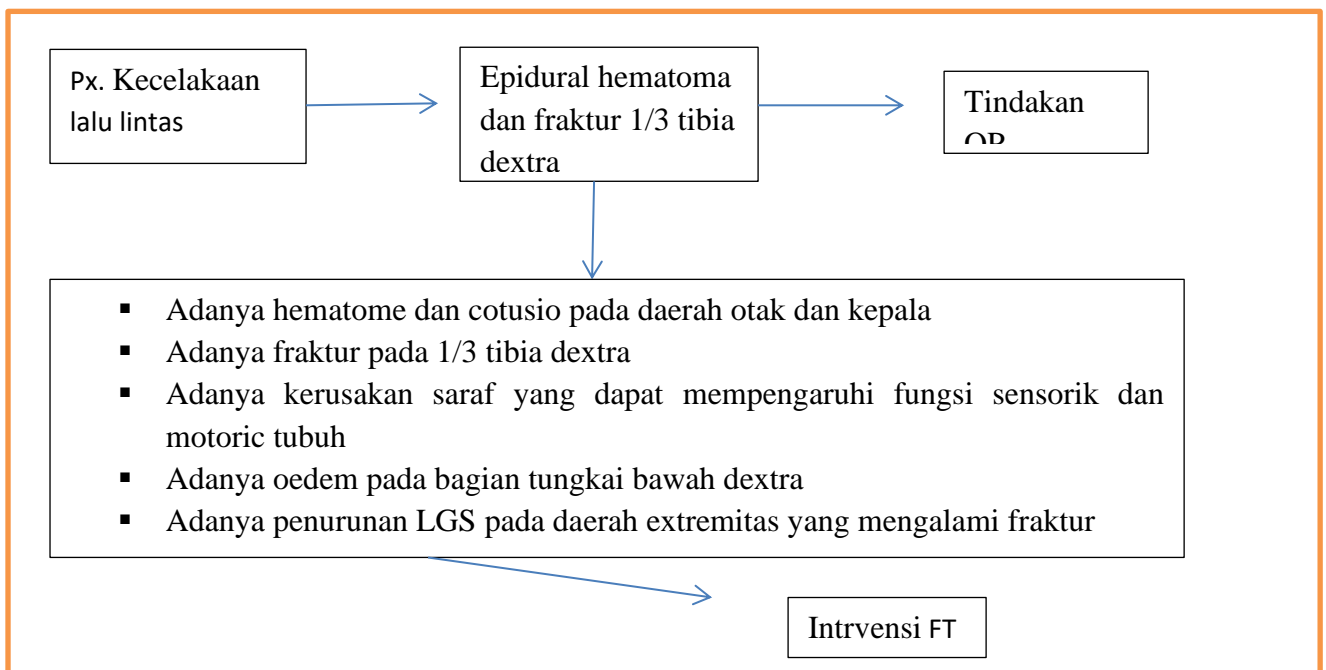 Px. Kecelakaan
lalu lintas
Epidural hematoma
dan fraktur 1/3 tibia
dextra
Tindakan
▪ Adanya hematome dan cotusio pada daerah otak dan kepala
▪ Adanya fraktur pada 1/3 tibia dextra
▪ Adanya kerusakan saraf yang dapat mempengaruhi fungsi sensorik dan
motoric tubuh
▪ Adanya oedem pada bagian tungkai bawah dextra
▪ Adanya penurunan LGS pada daerah extremitas yang mengalami fraktur
Intrvensi FT